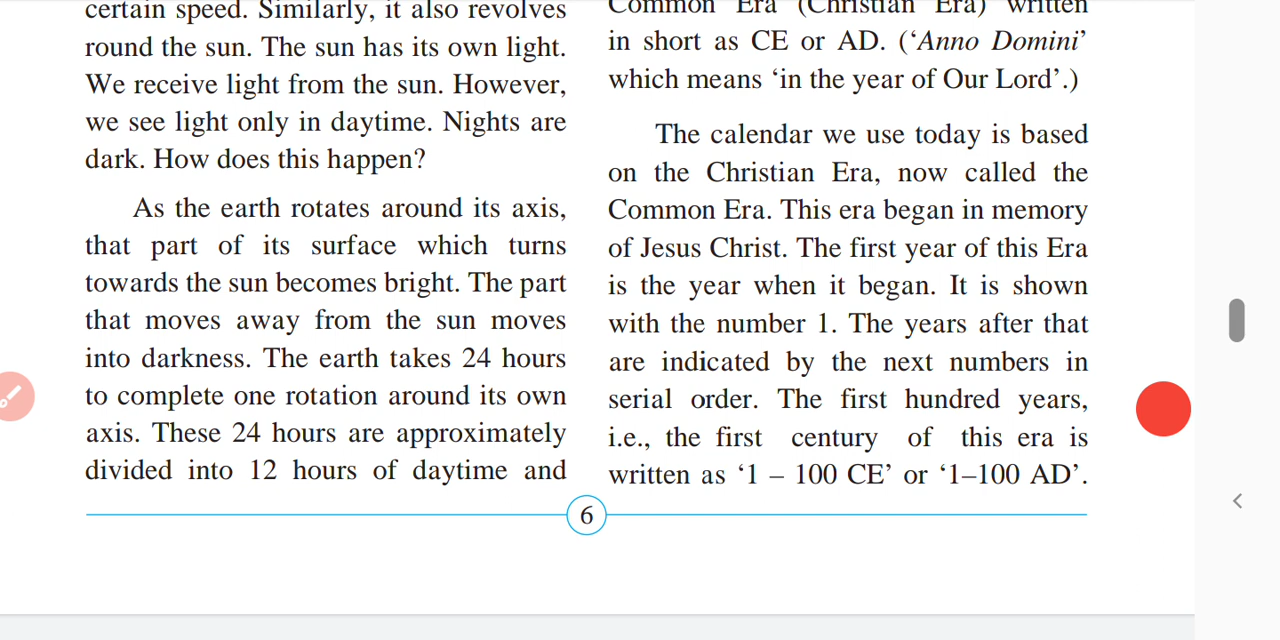 certain speed. Similarly, it also revolves
round the sun. The sun has its own light.
We receive light from the sun. However,
we see light only in daytime. Nights are
dark. How does this happen?
As the earth rotates around its axis,
that part of its surface which turns
towards the sun becomes bright. The part
that moves away from the sun moves
into darkness. The earth takes 24 hours
to complete one rotation around its own
axis. These 24 hours are approximately
divided into 12 hours of daytime and
Common Era (Christian Era) written
in short as CE or AD. (‘Anno Domini’
which means ‘in the year of Our Lord’.)
The calendar we use today is based
on the Christian Era, now called the
Common Era. This era began in memory
of Jesus Christ. The first year of this Era
is the year when it began. It is shown
with the number 1. The years after that
are indicated by the next numbers in
serial order. The first hundred years,
i.e., the first century of this era is
written as ‘1 – 100 CE’ or ‘1–100 AD’.
6